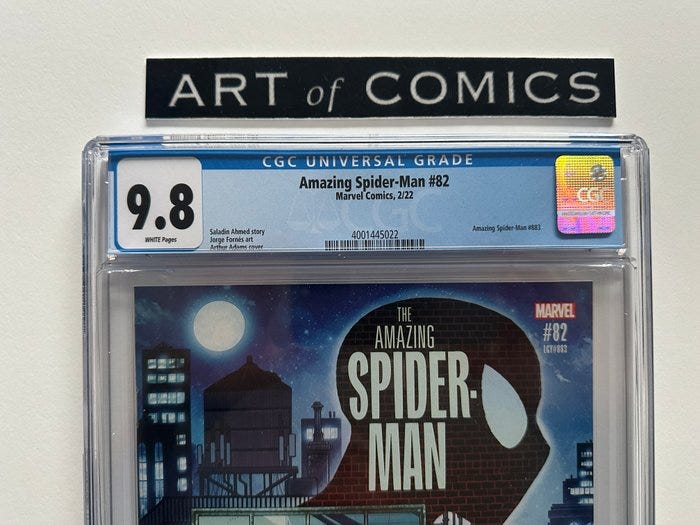 ART of COMICS
CGC UNIVERSAL GRADE
9.8
WHITE Pages
Amazing Spider-Man #82
Marvel Comics, 2/22
Saladin Ahmed story
Jorge Fornés art
Arthur Adams cover
4001445022
Amazing Spider-Man #883
CGC
CGC
THE
AMAZING
SPIDER-
MAN
MARVEL
#82
LGY#883